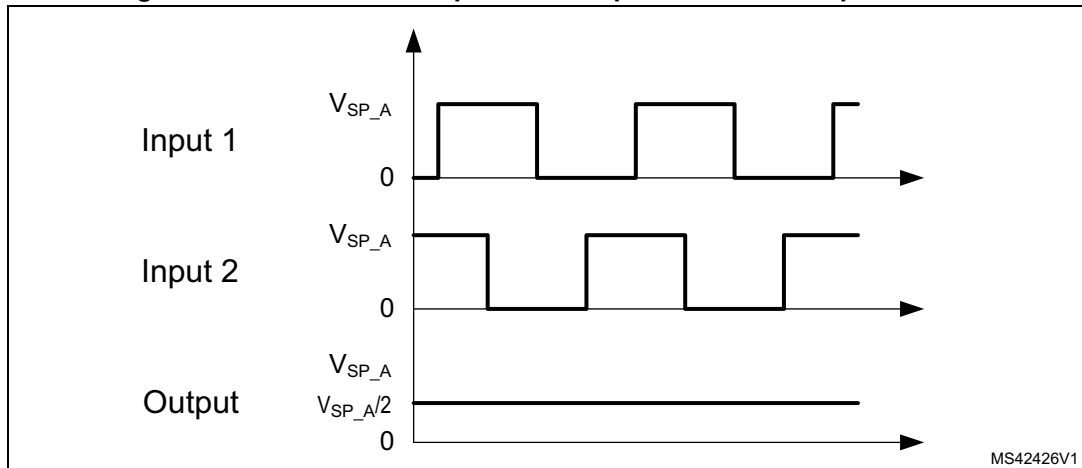 V_SP_A
Input 1
0
V_SP_A
Input 2
0
V_SP_A
Output
V_SP_A/2
0
MS42426V1